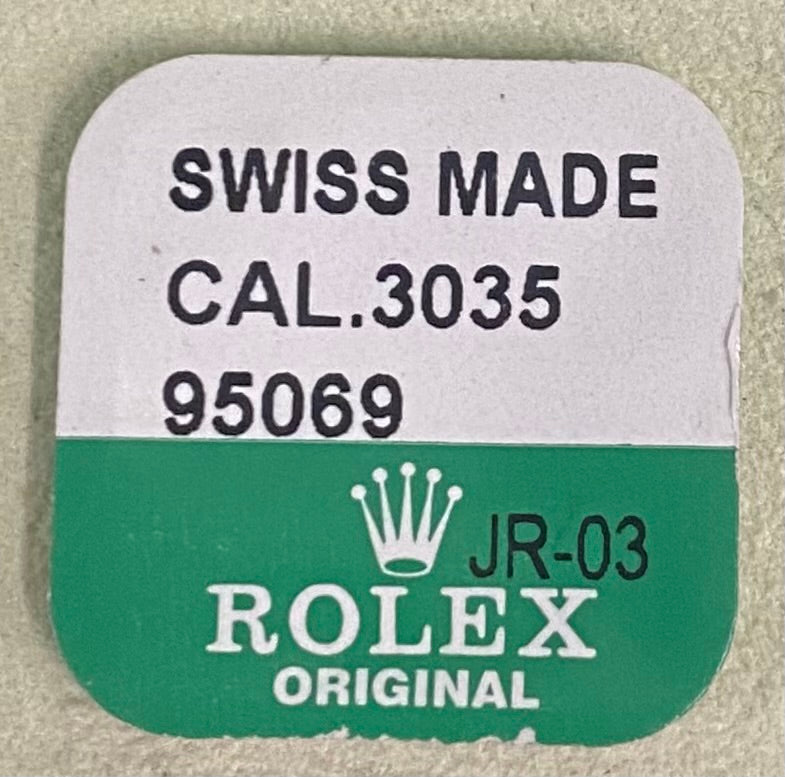 SWISS MADE
CAL.3035
95069
JR-03
ROLEX
ORIGINAL